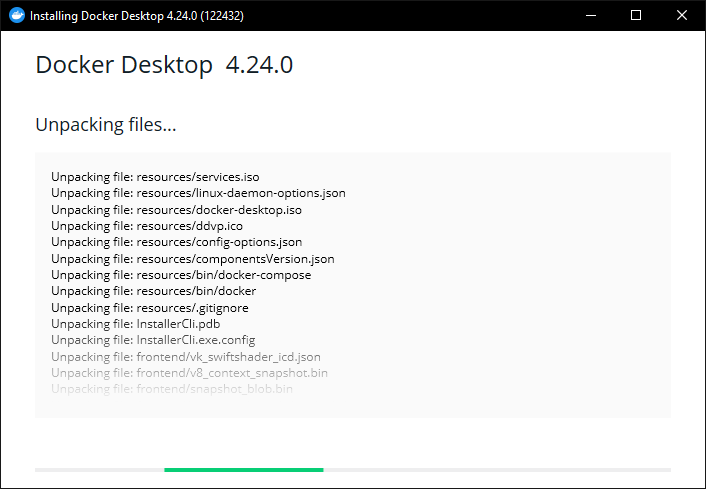 Installing Docker Desktop 4.24.0 (122432)
Docker Desktop 4.24.0
Unpacking files...
Unpacking file: resources/services.iso
Unpacking file: resources/linux-daemon-options.json
Unpacking file: resources/docker-desktop.iso
Unpacking file: resources/ddvp.ico
Unpacking file: resources/config-options.json
Unpacking file: resources/componentsVersion.json
Unpacking file: resources/bin/docker-compose
Unpacking file: resources/bin/docker
Unpacking file: resources/.gitignore
Unpacking file: InstallerCli.pdb
Unpacking file: InstallerCli.exe.config
Unpacking file: frontend/vk_swiftshader_icd.json
Unpacking file: frontend/v8_context_snapshot.bin
Unpacking file: frontend/snapshot_blob.bin